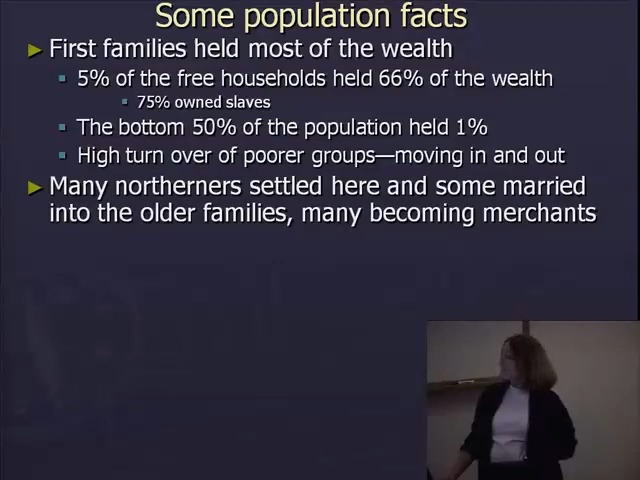 Some population facts
First families held most of the wealth
5% of the free households held 66% of the wealth
75% owned slaves
The bottom 50% of the population held 1%
High turn over of poorer groups—moving in and out
Many northerners settled here and some married
into the older families, many becoming merchants